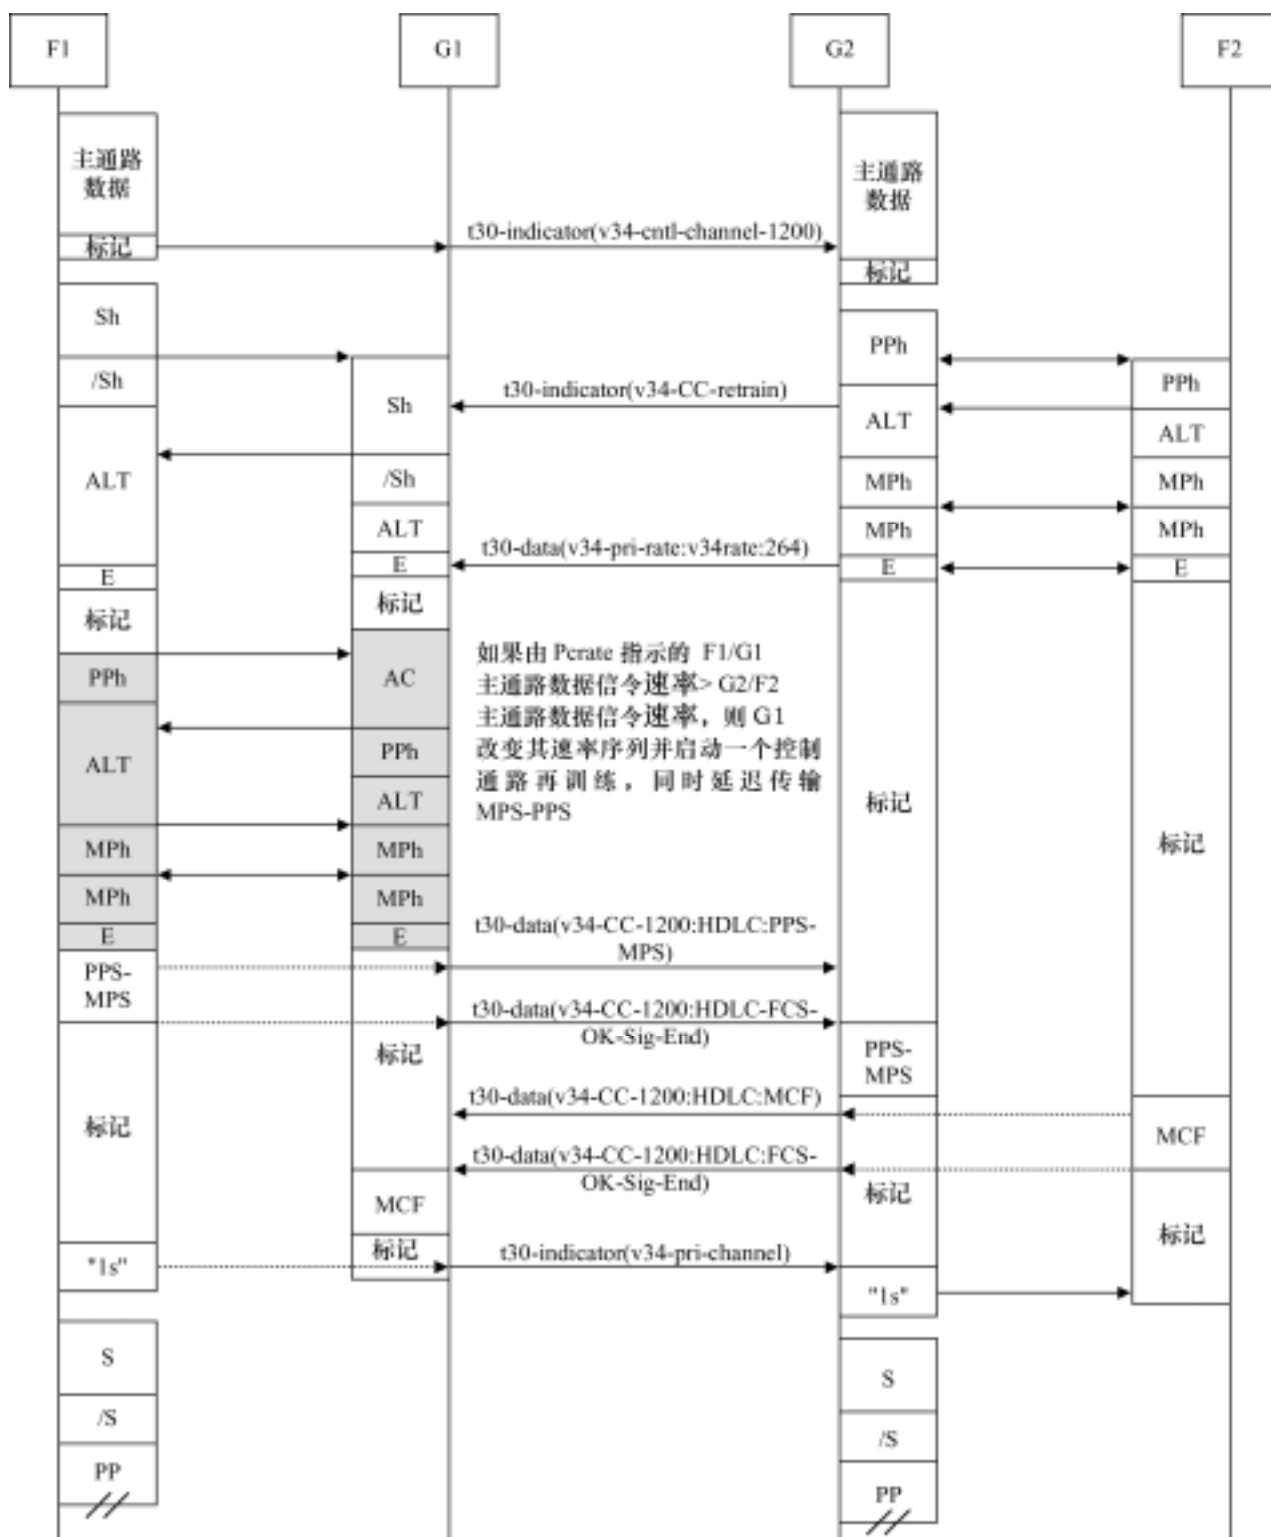 F1
G1
G2
F2
主通路
数据
主通路
数据
t30-indicator(v34-cntl-channel-1200)
标记
标记
Sh
PPh
/Sh
PPh
t30-indicator(v34-CC-retrain)
Sh
ALT
ALT
ALT
/Sh
MPh
MPh
ALT
MPh
MPh
t30-data(v34-pri-rate:v34rate:264)
E
E
E
E
标记
标记
如果由 Pcrate 指示的 F1/G1
主通路数据信令速率> G2/F2
主通路数据信令速率，则 G1
改变其速率序列并启动一个控制
通路再训练，同时延迟传输
MPS-PPS
PPh
AC
PPh
ALT
ALT
标记
标记
MPh
MPh
MPh
MPh
E
E
t30-data(v34-CC-1200:HDLC:PPS-
MPS)
PPS-
MPS
t30-data(v34-CC-1200:HDLC-FCS-
OK-Sig-End)
标记
PPS-
MPS
t30-data(v34-CC-1200:HDLC:MCF)
标记
MCF
t30-data(v34-CC-1200:HDLC:FCS-
OK-Sig-End)
标记
MCF
标记
标记
t30-indicator(v34-pri-channel)
"1s"
"1s"
S
S
/S
/S
PP
PP